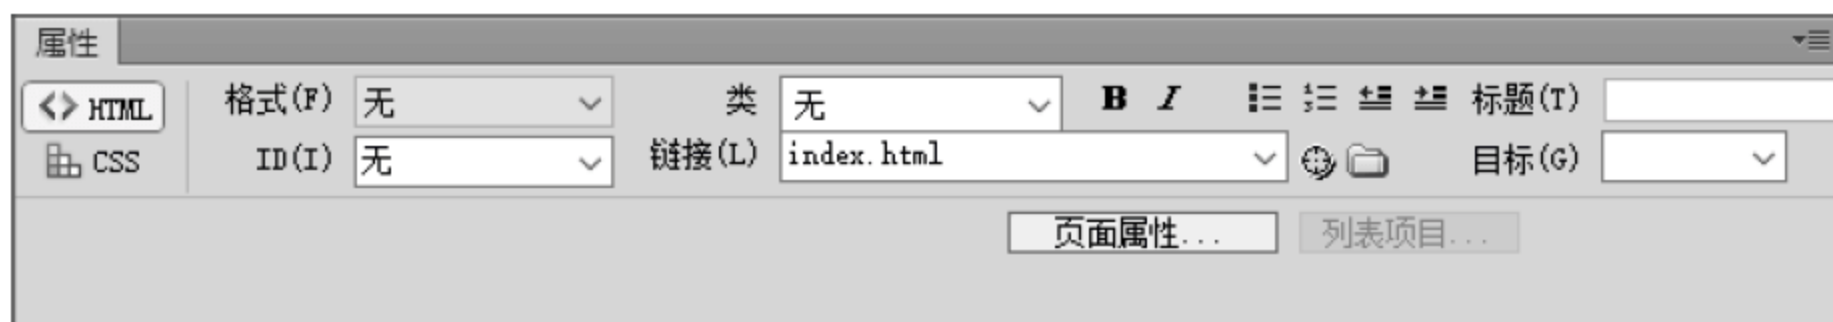 属性
HTML 格式(F) 无 类 无 B I 标题(T)
CSS ID(I) 无 链接(L) index.html 目标(G)
页面属性... 列表项目...